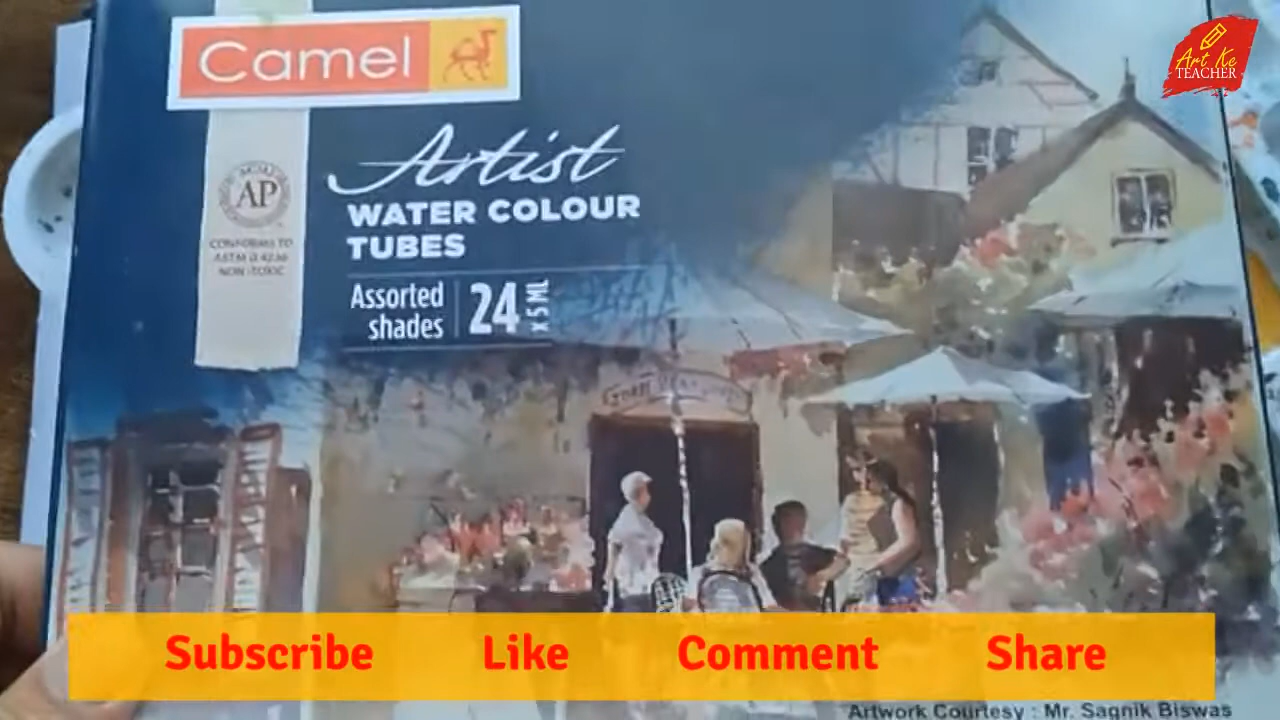 Camel
Art Ke
TEACHER
AP
CONFORMS TO
ASTM D 4236
NON-TOXIC
Artist
WATER COLOUR
TUBES
Assorted
shades
24
x 5 ML
Subscribe Like Comment Share
Artwork Courtesy : Mr. Sagnik Biswas